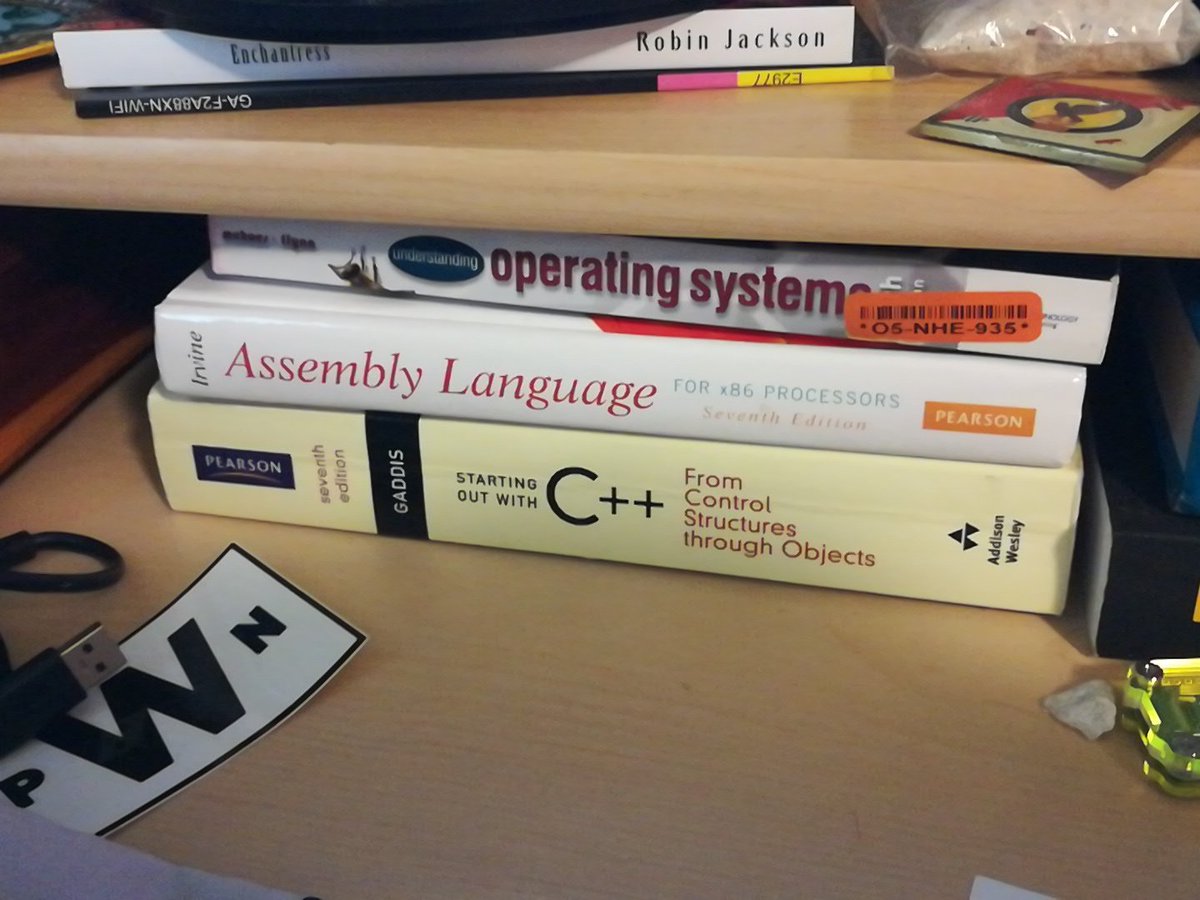 Enchantress Robin Jackson
GA-F2A88XN-WIFI E2977
understanding operating systems
*O5-NHE-935*
Irvine Assembly Language FOR x86 PROCESSORS
Seventh Edition
PEARSON
PEARSON
seventh
edition
GADDIS
STARTING
OUT WITH
C++
From
Control
Structures
through Objects
Addison
Wesley
PWN